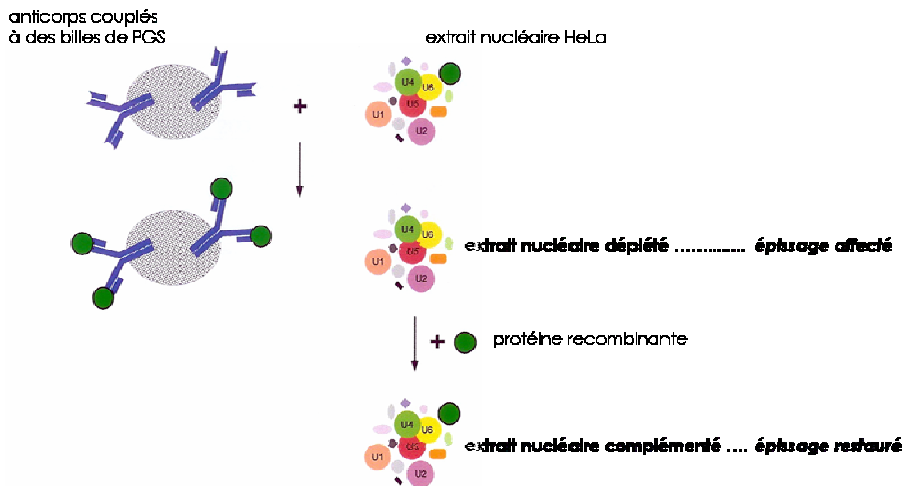 anticorps couplés
à des billes de PGS
extrait nucléaire HeLa
+
U4
U6
U5
U1
U2
U4
U6
U5
U1
U2
extrait nucléaire déplété ............. épissage affecté
+
protéine recombinante
U4
U6
U5
U1
U2
extrait nucléaire complémenté .... épissage restauré